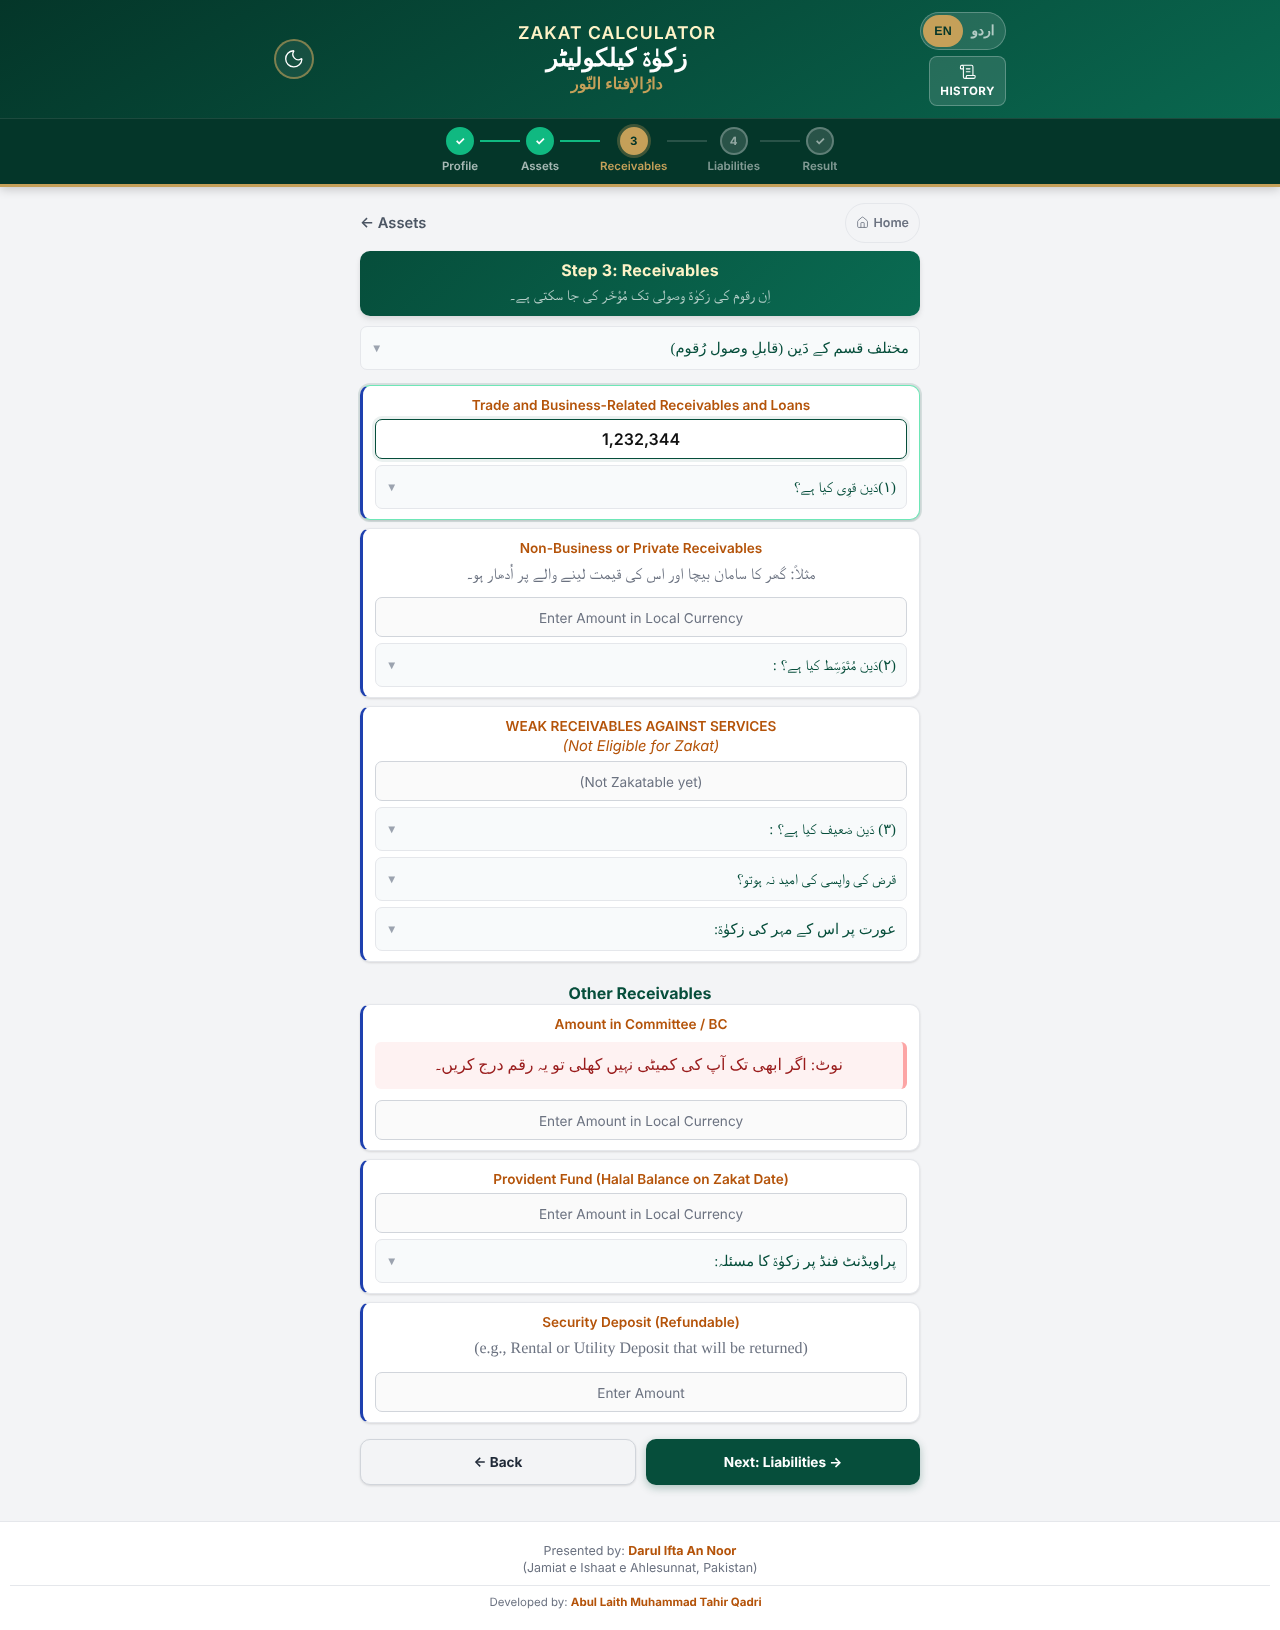 ZAKAT CALCULATOR
زکوٰۃ کیلکولیٹر
دارُالإفتاء النّور
EN
اردو
HISTORY
3
4
Profile
Assets
Receivables
Liabilities
Result
← Assets
Home
Step 3: Receivables
اِن رقوم کی زکوٰۃ وصولی تک مُؤخّر کی جا سکتی ہے۔
مختلف قسم کے دَین (قابلِ وصول رُقوم)
Trade and Business-Related Receivables and Loans
1,232,344
(۱)دَین قوِی کیا ہے؟
Non-Business or Private Receivables
مثلاً: گھر کا سامان بیچا اور اس کی قیمت لینے والے پر اُدھار ہو۔
Enter Amount in Local Currency
(۲)دَین مُتَوَسِّط کیا ہے؟ :
WEAK RECEIVABLES AGAINST SERVICES
(Not Eligible for Zakat)
(Not Zakatable yet)
(۳) دَین ضعیف کیا ہے؟ :
قرض کی واپسی کی امید نہ ہوتو؟
عورت پر اس کے مہر کی زکوٰۃ:
Other Receivables
Amount in Committee / BC
نوٹ: اگر ابھی تک آپ کی کمیٹی نہیں کھلی تو یہ رقم درج کریں۔
Enter Amount in Local Currency
Provident Fund (Halal Balance on Zakat Date)
Enter Amount in Local Currency
پراویڈنٹ فنڈ پر زکوٰۃ کا مسئلہ:
Security Deposit (Refundable)
(e.g., Rental or Utility Deposit that will be returned)
Enter Amount
← Back
Next: Liabilities →
Presented by: Darul Ifta An Noor
(Jamiat e Ishaat e Ahlesunnat, Pakistan)
Developed by: Abul Laith Muhammad Tahir Qadri